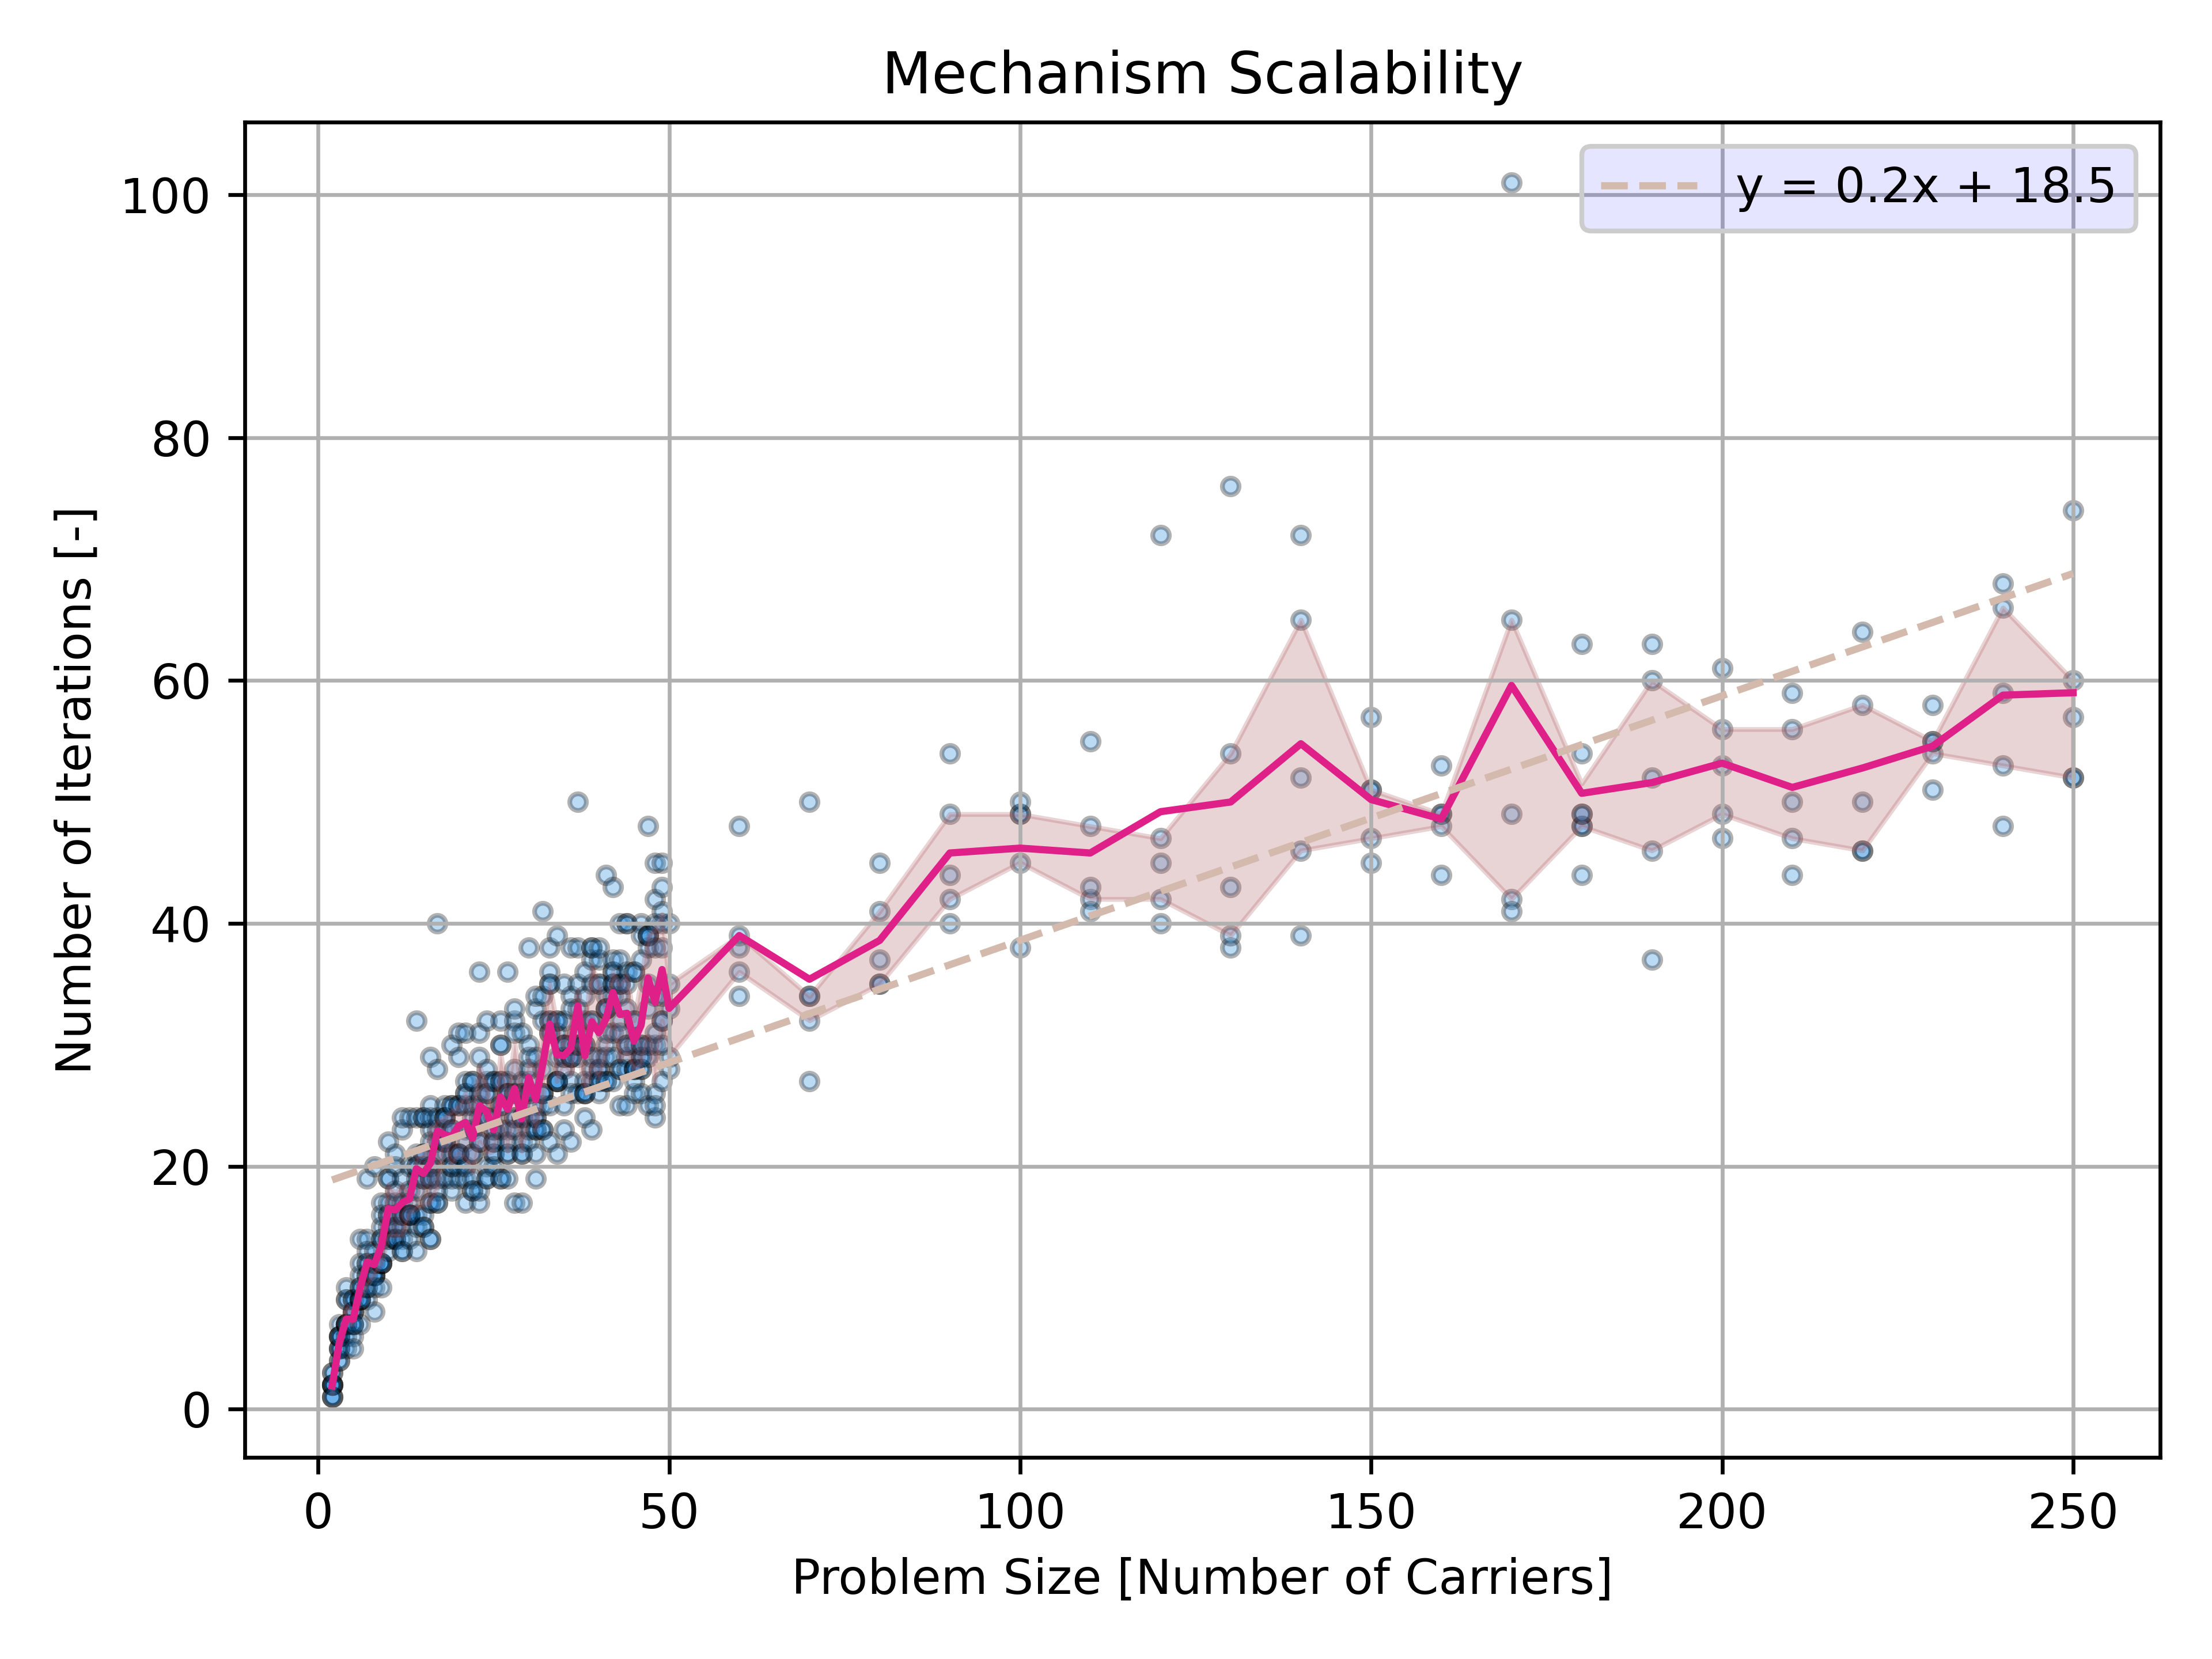 Mechanism Scalability
y = 0.2x + 18.5
100
80
60
40
20
0
Number of Iterations [-]
0 50 100 150 200 250
Problem Size [Number of Carriers]